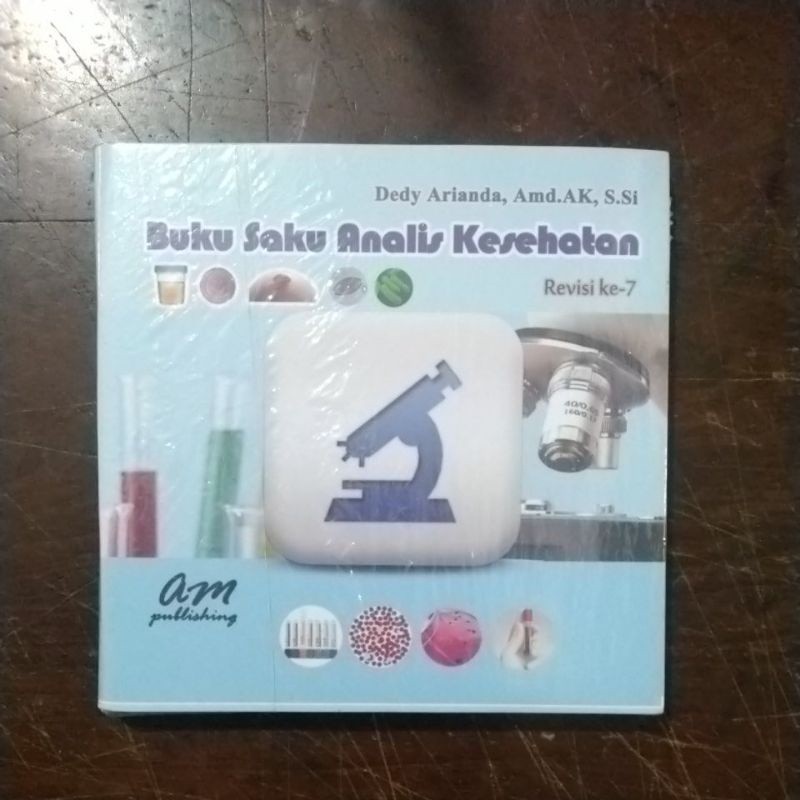 Dedy Arianda, Amd.AK, S.Si
Buku Saku Analis Kesehatan
Revisi ke-7
am
publishing